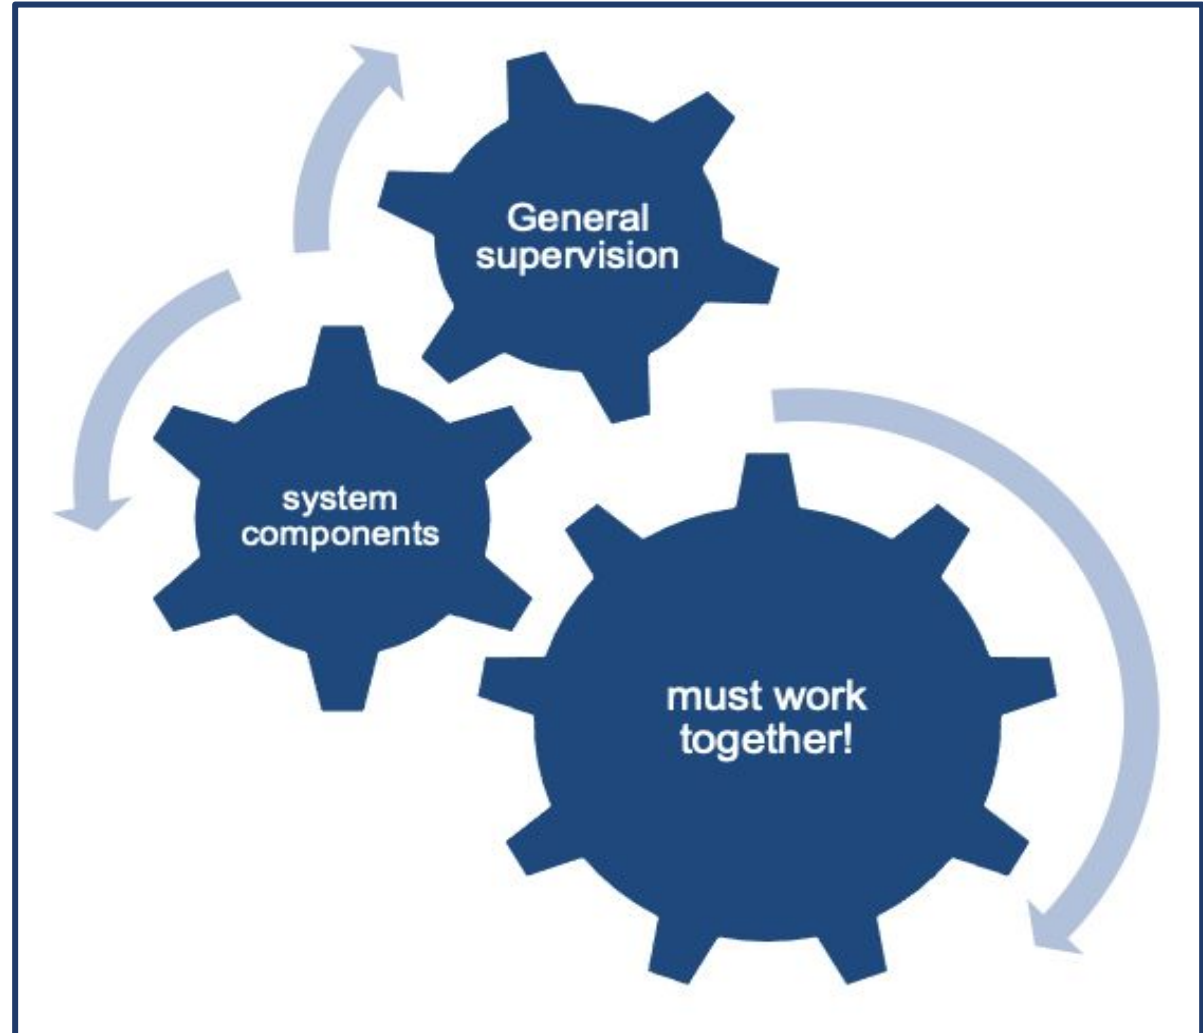 General
supervision
system
components
must work
together!